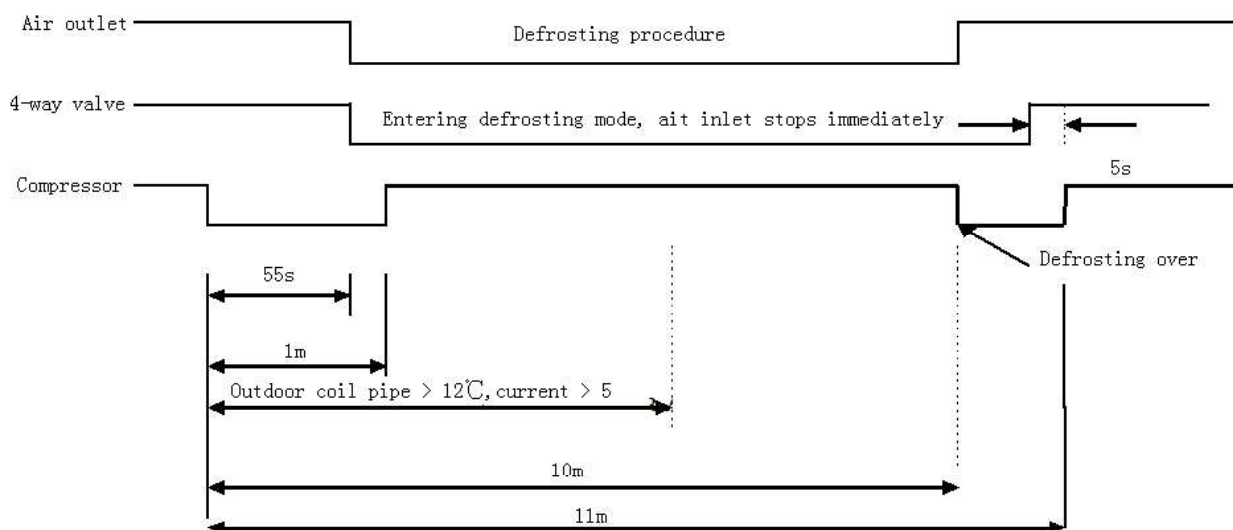 Air outlet
Defrosting procedure
4-way valve
Entering defrosting mode, ait inlet stops immediately
Compressor
5s
Defrosting over
55s
1m
Outdoor coil pipe > 12℃, current > 5
10m
11m